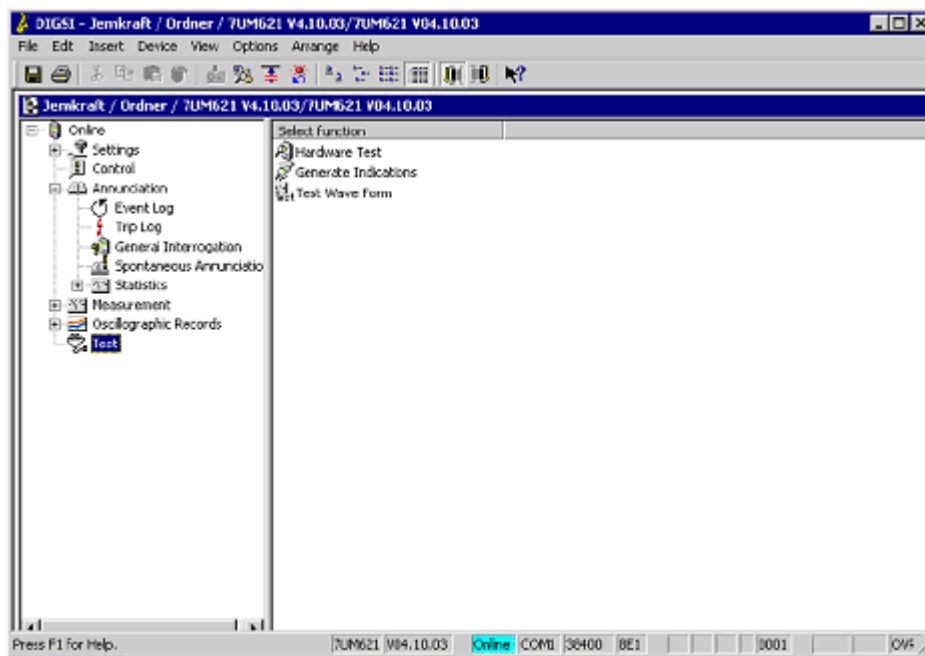 DIGSI - Jemkraft / Ordner / 7UM621 V4.10.03/7UM621 V04.10.03
File Edit Insert Device View Options Arrange Help
Jemkraft / Ordner / 7UM621 V4.10.03/7UM621 V04.10.03
Online
Settings
Control
Annunciation
Event Log
Trip Log
General Interrogation
Spontaneous Annunciatio
Statistics
Measurement
Oscillographic Records
Test
Select function
Hardware Test
Generate Indications
Test Wave Form
Press F1 for Help. 7UM621 V04.10.03 Online COM1 38400 8E1 0001 OVR